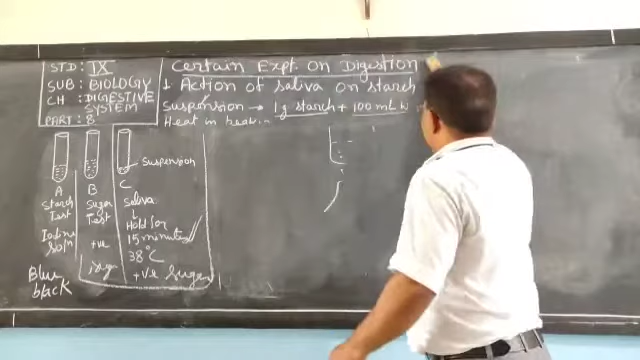 STD : IX
SUB : BIOLOGY
CH : DIGESTIVE
SYSTEM
PART: 8
Certain Expt. On Digestion
1. Action of saliva on starch
Suspension → 1g starch + 100 mL
Heat in
Suspension
A
Starch
Test
Iodine
Soln
Blue
black
B
Sugar
Test
+ve
C
Saliva
↓
Hold for
15 minutes
38°C
+ve Sugar